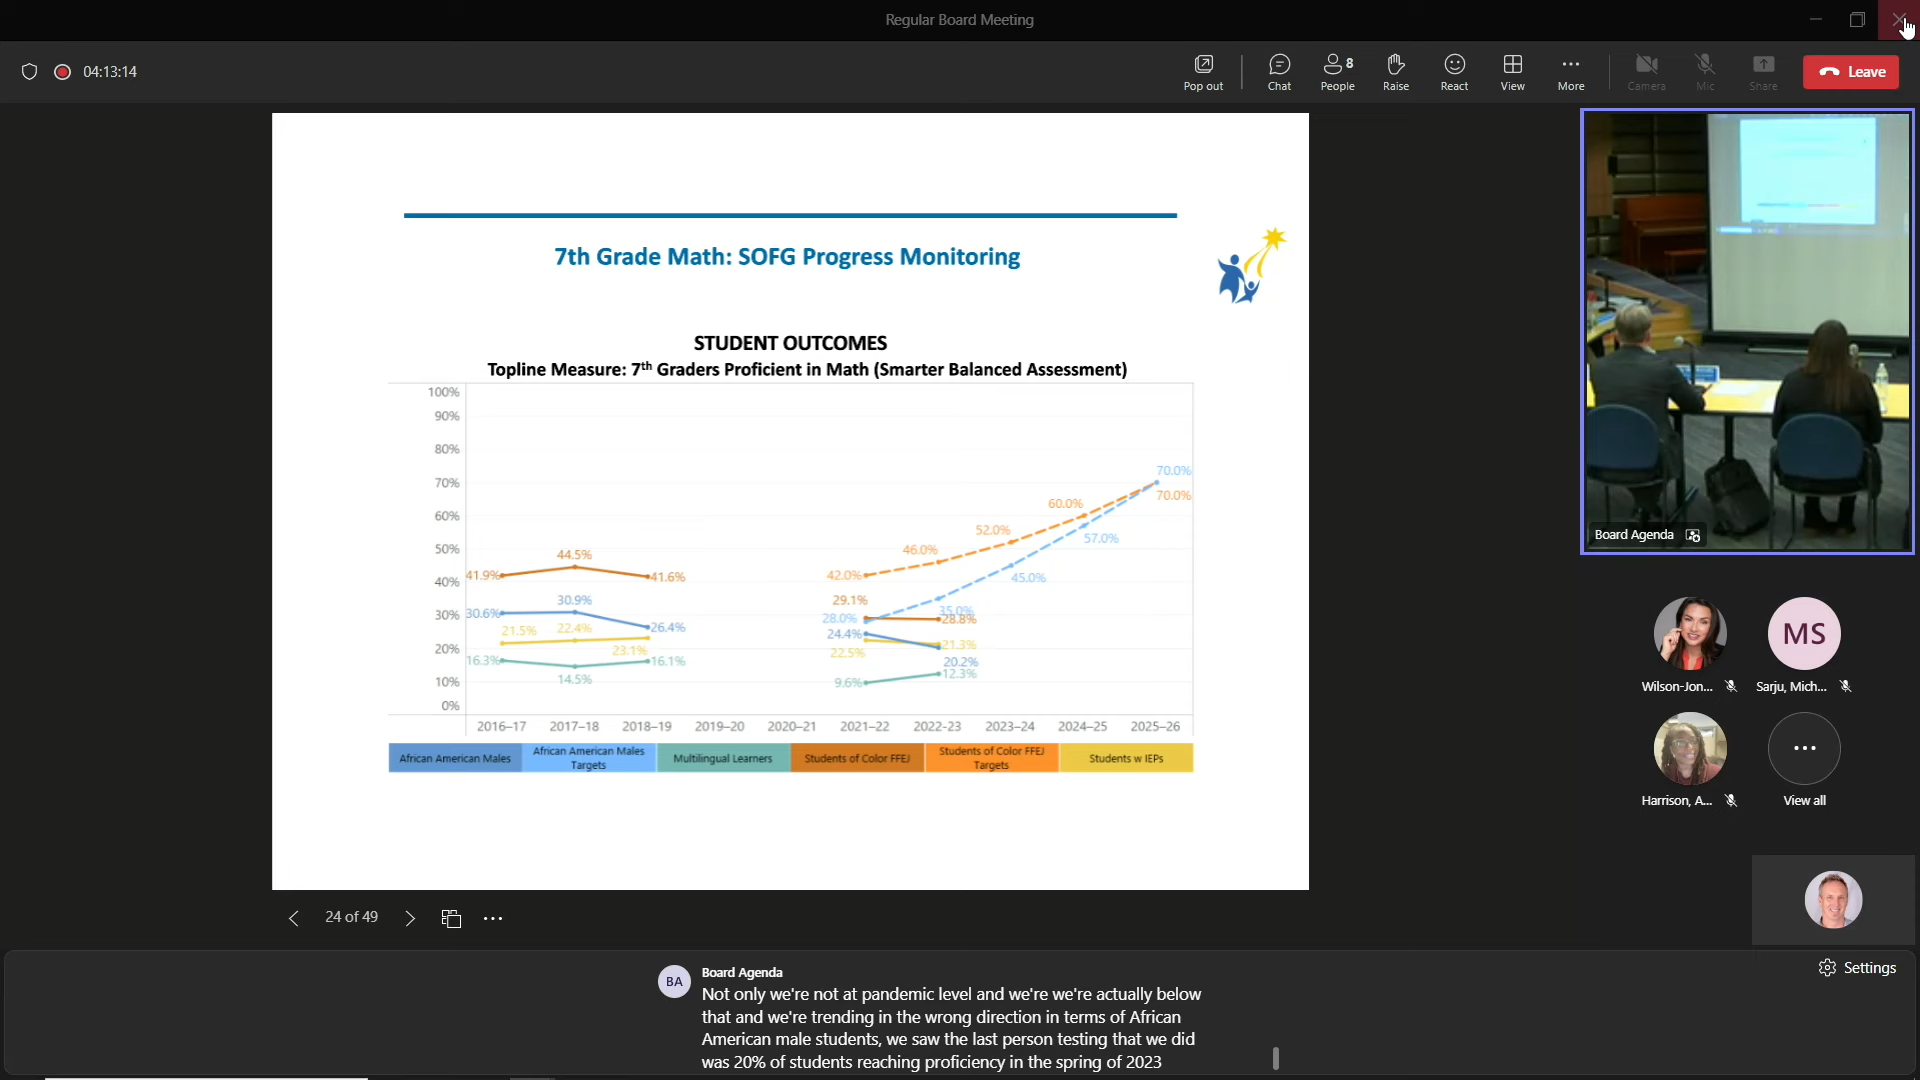 Regular Board Meeting
04:13:14
Pop out
Chat
8
People
Raise
React
View
More
Camera
Mic
Share
Leave
7th Grade Math: SOFG Progress Monitoring
STUDENT OUTCOMES
Topline Measure: 7th Graders Proficient in Math (Smarter Balanced Assessment)
100%
90%
80%
70%
60%
50%
40%
30%
20%
10%
0%
41.9%
44.5%
41.6%
30.6%
30.9%
26.4%
21.5%
22.4%
23.1%
16.3%
14.5%
16.1%
42.0%
46.0%
52.0%
60.0%
70.0%
70.0%
28.0%
35.0%
45.0%
57.0%
29.1%
28.8%
24.4%
20.2%
22.5%
21.3%
9.6%
12.3%
2016–17 2017–18 2018–19 2019–20 2020–21 2021–22 2022–23 2023–24 2024–25 2025–26
African American Males
African American Males
Targets
Multilingual Learners
Students of Color FFEJ
Students of Color FFEJ
Targets
Students w IEPs
Board Agenda
MS
Wilson-Jon...
Sarju, Mich...
Harrison, A...
View all
24 of 49
Settings
BA
Board Agenda
Not only we're not at pandemic level and we're we're actually below
that and we're trending in the wrong direction in terms of African
American male students, we saw the last person testing that we did
was 20% of students reaching proficiency in the spring of 2023